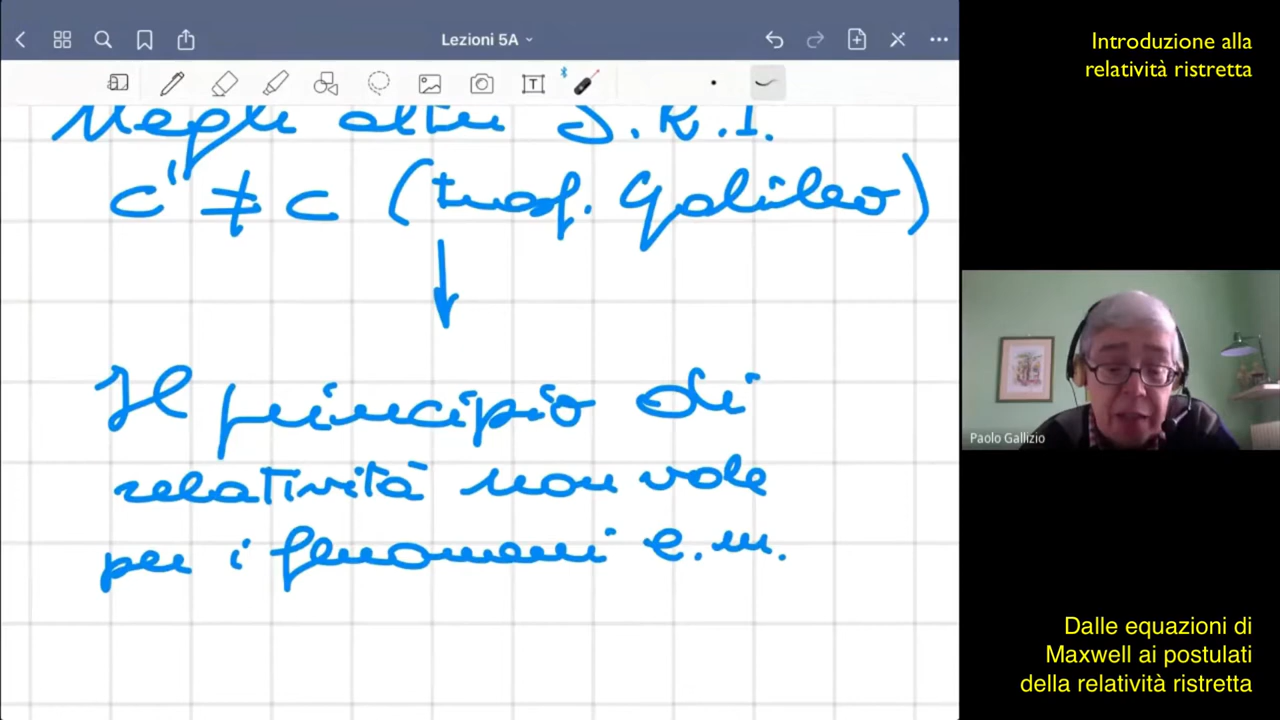 Lezioni 5A
Negli altri S.R.I.
c" ≠ c (trasf. Galileo)
↓
Il principio di
relatività non vale
per i fenomeni e.m.
Introduzione alla
relatività ristretta
Paolo Gallizio
Dalle equazioni di
Maxwell ai postulati
della relatività ristretta